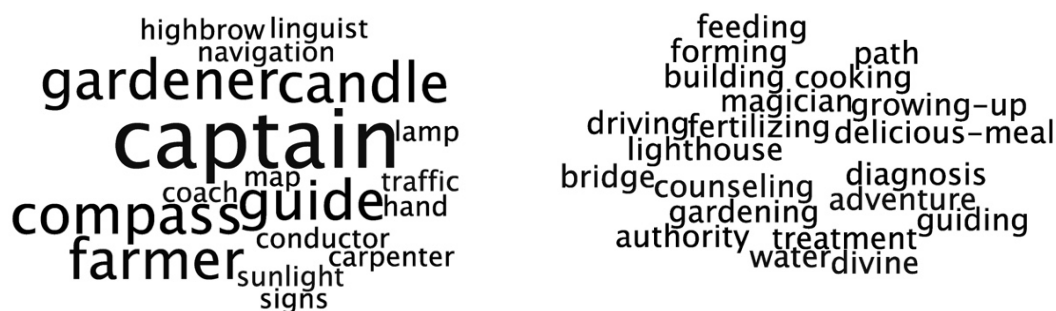 highbrow linguist
navigation
gardener candle
captain lamp
map traffic
coach guide hand
compass
conductor
farmer carpenter
sunlight
signs
feeding
forming path
building cooking
magician growing-up
driving fertilizing delicious-meal
lighthouse
bridge counseling diagnosis
adventure
gardening guiding
authority treatment
water divine